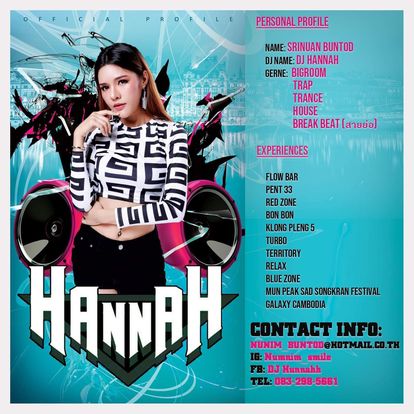 OFFICIAL PROFILE
PERSONAL PROFILE
NAME: SRINUAN BUNTOD
DJ NAME: DJ HANNAH
GERNE: BIGROOM
TRAP
TRANCE
HOUSE
BREAK BEAT (สายย่อ)
EXPERIENCES
FLOW BAR
PENT 33
RED ZONE
BON BON
KLONG PLENG 5
TURBO
TERRITORY
RELAX
BLUE ZONE
MUN PEAK SAD SONGKRAN FESTIVAL
GALAXY CAMBODIA
HANNAH
CONTACT INFO:
NUNIM_BUNTOD@HOTMAIL.CO.TH
IG: Numnim_smile
FB: DJ Hannahh
TEL: 083-298-5661